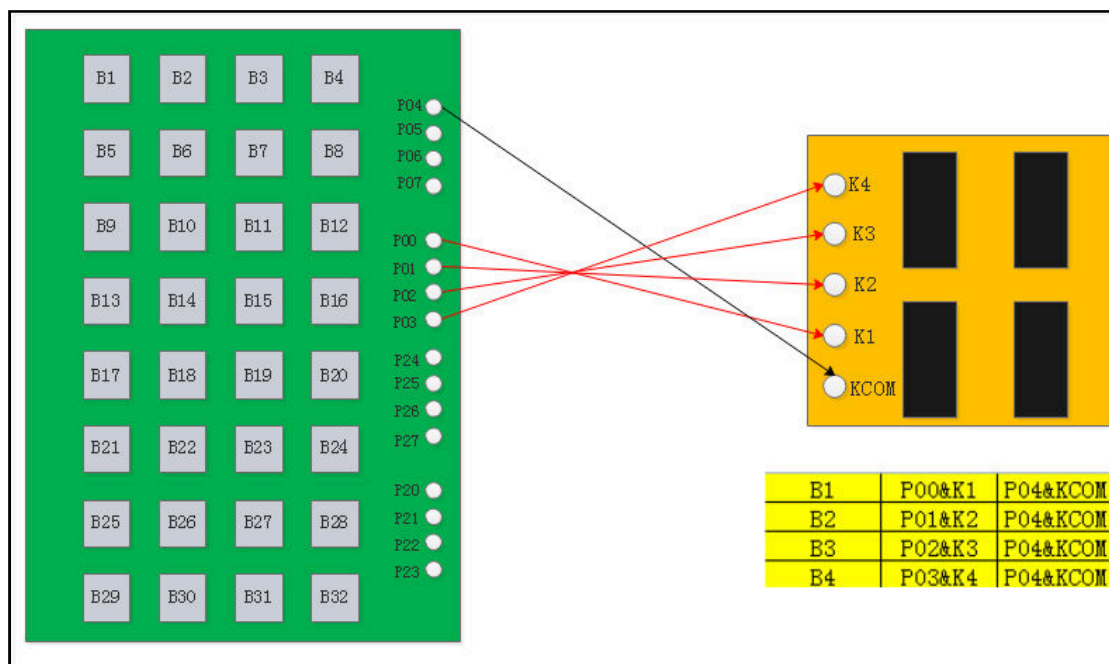 B1 B2 B3 B4
P04
P05
B5 B6 B7 B8
P06
P07
K4
B9 B10 B11 B12
P00
K3
P01
K2
B13 B14 B15 B16
P02
P03
K1
P24
B17 B18 B19 B20
P25
KCOM
P26
P27
B21 B22 B23 B24
P20
B1 P00&K1 P04&KCOM
P21
B2 P01&K2 P04&KCOM
B25 B26 B27 B28
P22
B3 P02&K3 P04&KCOM
P23
B4 P03&K4 P04&KCOM
B29 B30 B31 B32